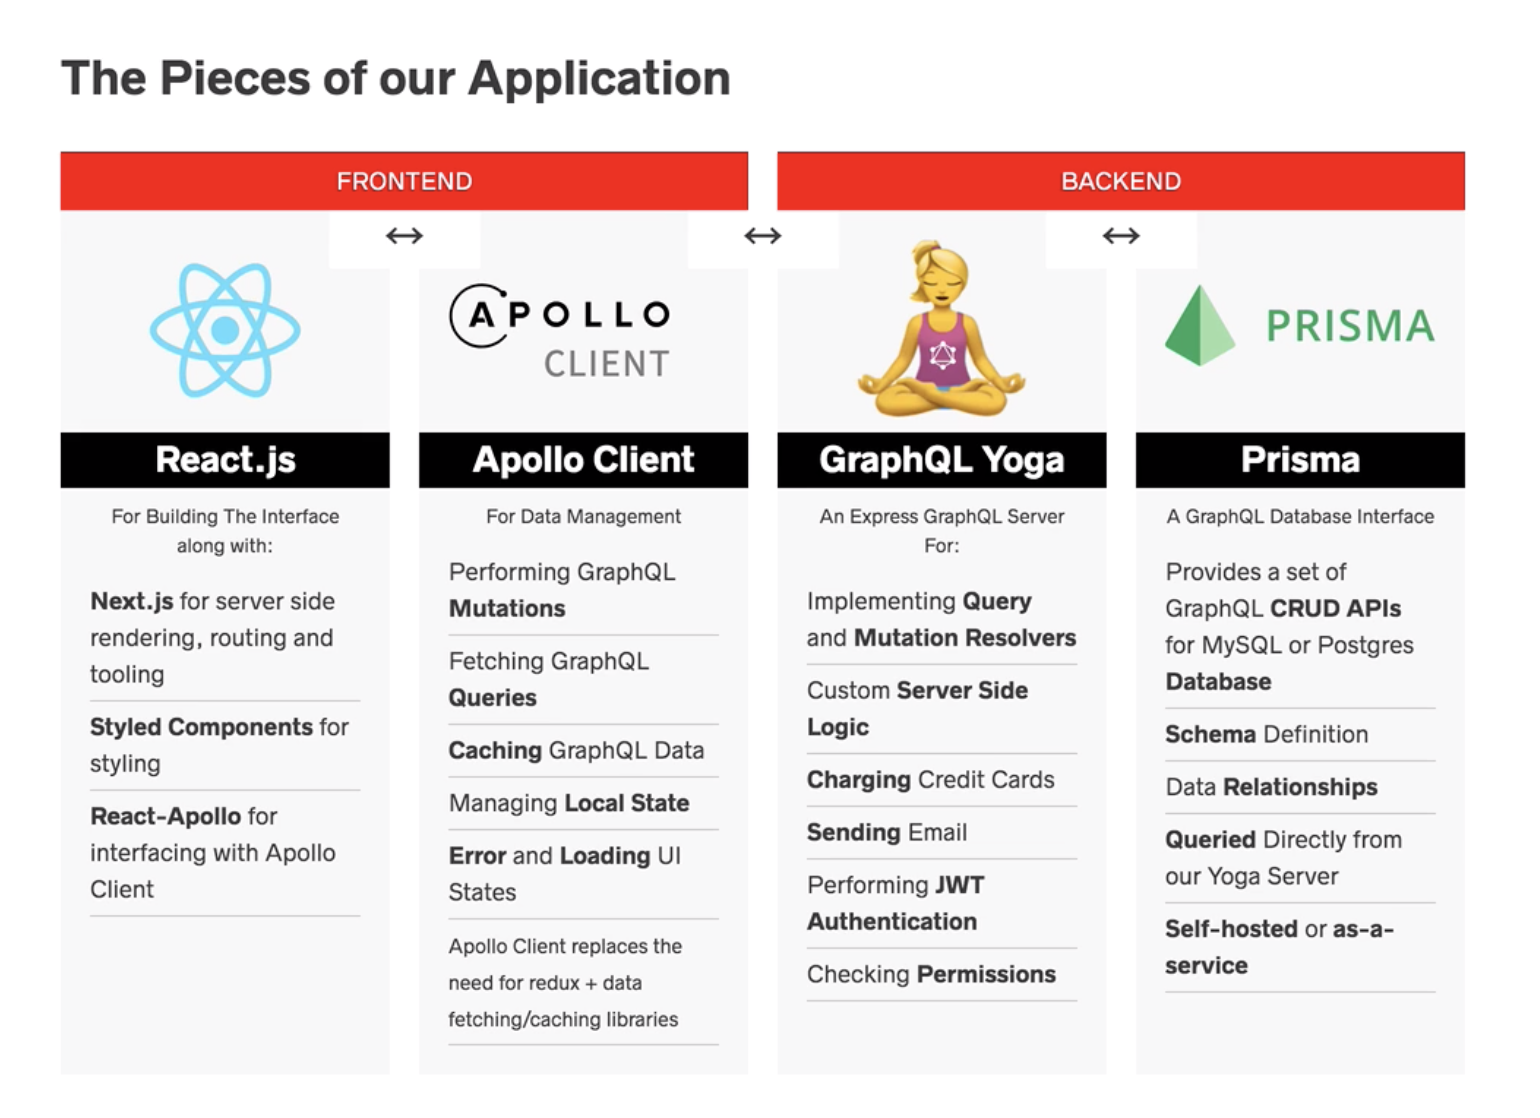 The Pieces of our Application
FRONTEND
BACKEND
APOLLO
CLIENT
PRISMA
React.js
For Building The Interface
along with:
Next.js for server side
rendering, routing and
tooling
Styled Components for
styling
React-Apollo for
interfacing with Apollo
Client
Apollo Client
For Data Management
Performing GraphQL
Mutations
Fetching GraphQL
Queries
Caching GraphQL Data
Managing Local State
Error and Loading UI
States
Apollo Client replaces the
need for redux + data
fetching/caching libraries
GraphQL Yoga
An Express GraphQL Server
For:
Implementing Query
and Mutation Resolvers
Custom Server Side
Logic
Charging Credit Cards
Sending Email
Performing JWT
Authentication
Checking Permissions
Prisma
A GraphQL Database Interface
Provides a set of
GraphQL CRUD APIs
for MySQL or Postgres
Database
Schema Definition
Data Relationships
Queried Directly from
our Yoga Server
Self-hosted or as-a-
service